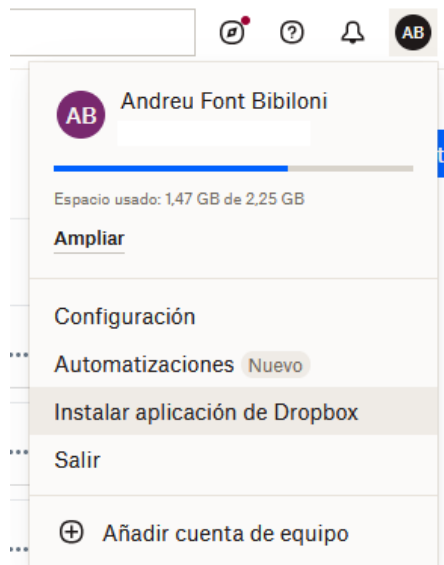 AB
AB
Andreu Font Bibiloni
Espacio usado: 1,47 GB de 2,25 GB
Ampliar
Configuración
Automatizaciones Nuevo
Instalar aplicación de Dropbox
Salir
Añadir cuenta de equipo